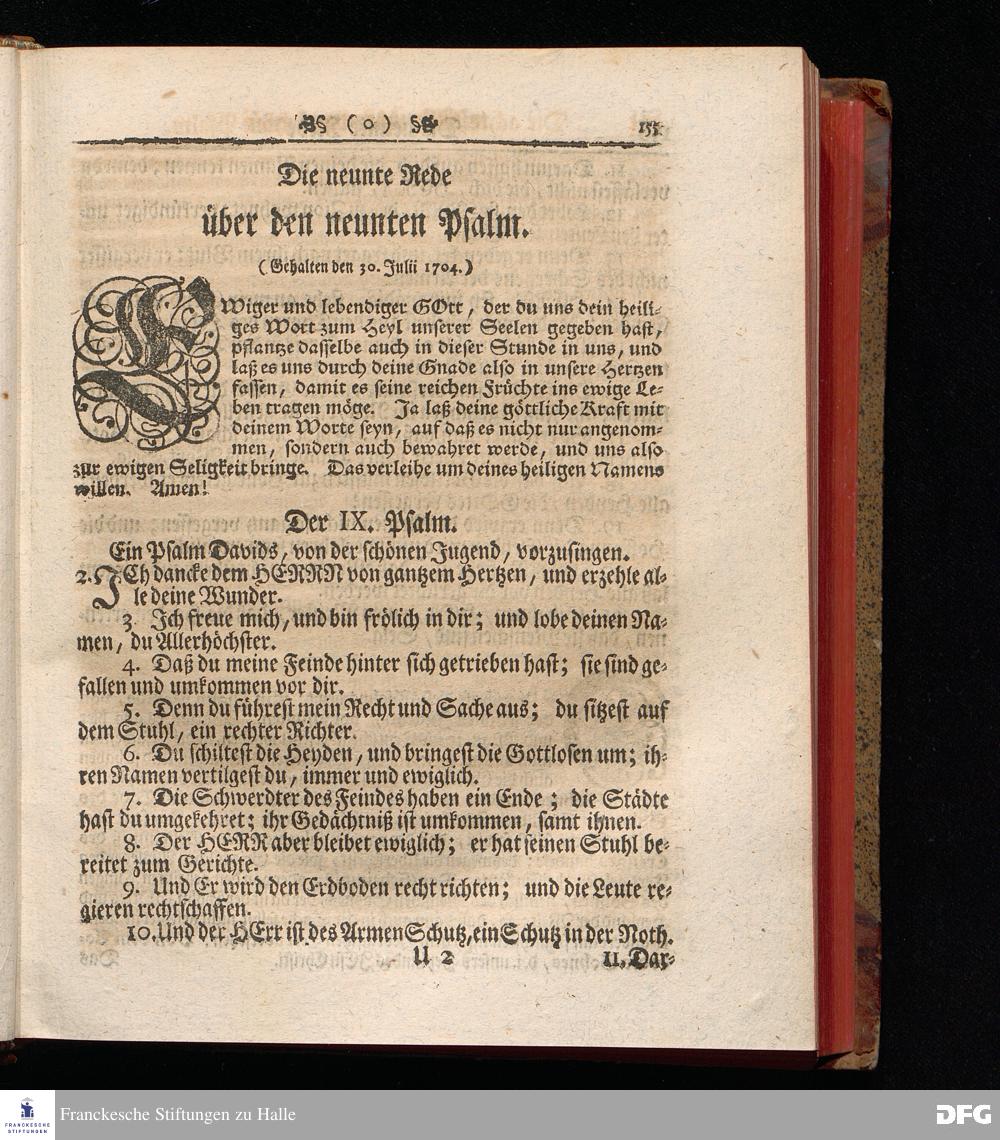 ( o ) 155
Die neunte Rede
über den neunten Psalm.
(Gehalten den 30. Julii 1704.)
EWiger und lebendiger GOtt, der du uns dein heili-
ges Wort zum Heyl unserer Seelen gegeben hast,
pflantze dasselbe auch in dieser Stunde in uns, und
laß es uns durch deine Gnade also in unsere Hertzen
fassen, damit es seine reichen Früchte ins ewige Le-
ben tragen möge. Ja laß deine göttliche Kraft mit
deinem Worte seyn, auf daß es nicht nur angenom-
men, sondern auch bewahret werde, und uns also
zur ewigen Seligkeit bringe. Das verleihe um deines heiligen Namens
willen. Amen!
Der IX. Psalm.
Ein Psalm Davids, von der schönen Jugend, vorzusingen.
2. ICh dancke dem HERRN von gantzem Hertzen, und erzehle al-
le deine Wunder.
3. Ich freue mich, und bin frölich in dir; und lobe deinen Na-
men, du Allerhöchster.
4. Daß du meine Feinde hinter sich getrieben hast; sie sind ge-
fallen und umkommen vor dir.
5. Denn du führest mein Recht und Sache aus; du sitzest auf
dem Stuhl, ein rechter Richter.
6. Du schiltest die Heyden, und bringest die Gottlosen um; ih-
ren Namen vertilgest du, immer und ewiglich.
7. Die Schwerdter des Feindes haben ein Ende; die Städte
hast du umgekehret; ihr Gedächtniß ist umkommen, samt ihnen.
8. Der HERR aber bleibet ewiglich; er hat seinen Stuhl be-
reitet zum Gerichte.
9. Und Er wird den Erdboden recht richten; und die Leute re-
gieren rechtschaffen.
10. Und der HErr ist des Armen Schutz, ein Schutz in der Noth.
U 2 11. Dar-
FRANCKESCHE
STIFTUNGEN
Franckesche Stiftungen zu Halle
DFG